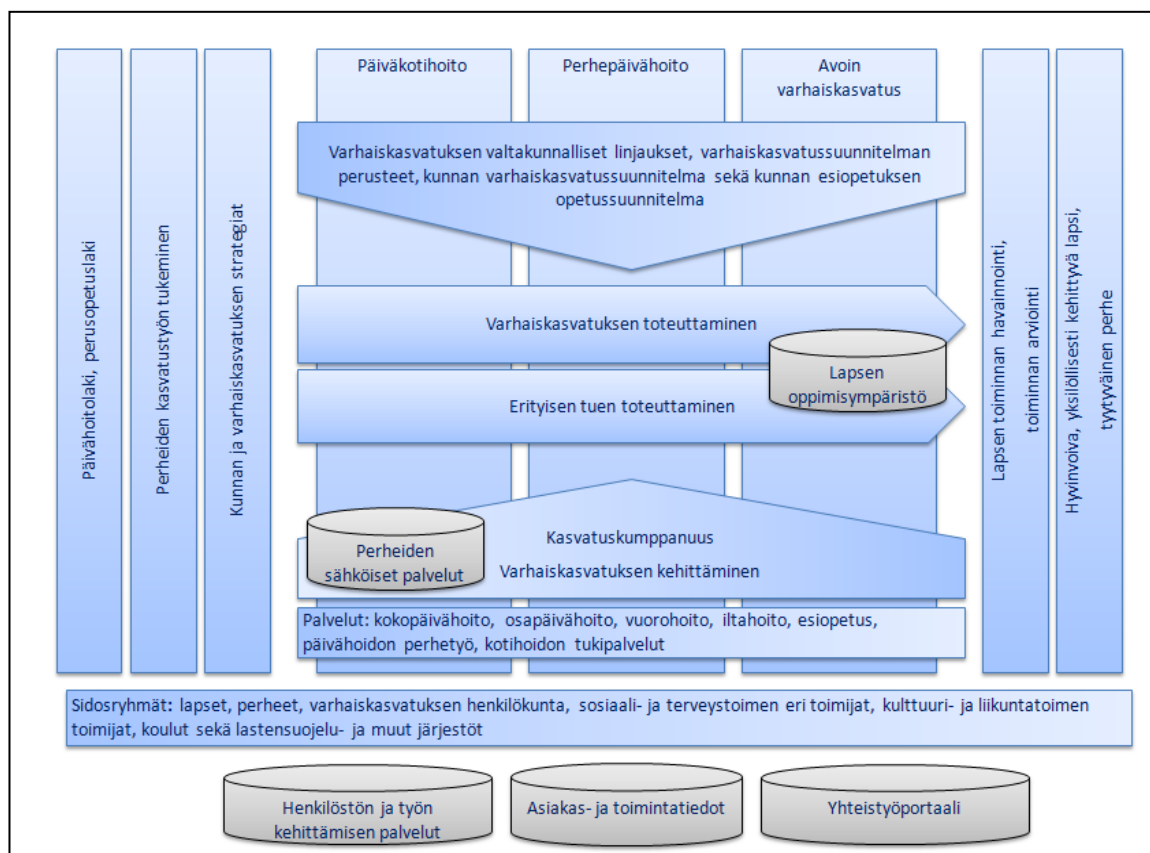 Päivähoitolaki, perusopetuslaki
Perheiden kasvatustyön tukeminen
Kunnan ja varhaiskasvatuksen strategiat
Päiväkotihoito
Perhepäivähoito
Avoin
varhaiskasvatus
Varhaiskasvatuksen valtakunnalliset linjaukset, varhaiskasvatussuunnitelman
perusteet, kunnan varhaiskasvatussuunnitelma sekä kunnan esiopetuksen
opetussuunnitelma
Varhaiskasvatuksen toteuttaminen
Lapsen
oppimisympäristö
Erityisen tuen toteuttaminen
Kasvatuskumppanuus
Perheiden
sähköiset palvelut
Varhaiskasvatuksen kehittäminen
Palvelut: kokopäivähoito, osapäivähoito, vuorohoito, iltahoito, esiopetus,
päivähoidon perhetyö, kotihoidon tukipalvelut
Lapsen toiminnan havainnointi,
toiminnan arviointi
Hyvinvoiva, yksilöllisesti kehittyvä lapsi,
tyytyväinen perhe
Sidosryhmät: lapset, perheet, varhaiskasvatuksen henkilökunta, sosiaali- ja terveystoimen eri toimijat, kulttuuri- ja liikuntatoimen
toimijat, koulut sekä lastensuojelu- ja muut järjestöt
Henkilöstön ja työn
kehittämisen palvelut
Asiakas- ja toimintatiedot
Yhteistyöportaali